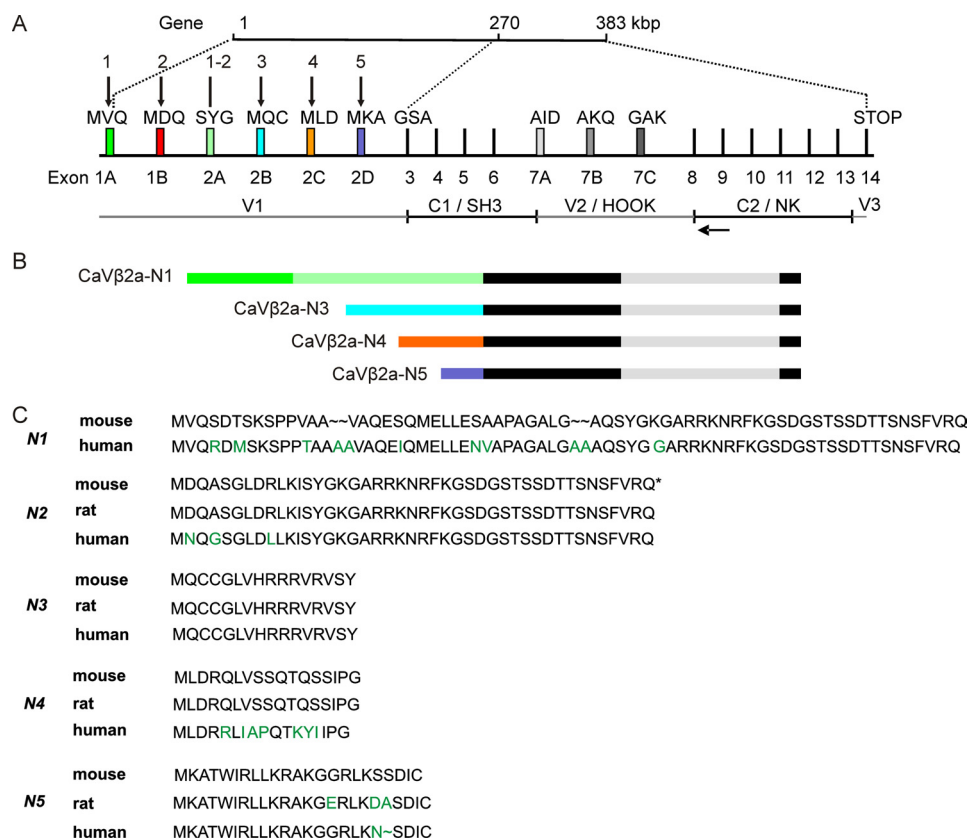 A
Gene 1 270 383 kbp
1 2 1-2 3 4 5
MVQ MDQ SYG MQC MLD MKA GSA AID AKQ GAK STOP
Exon 1A 1B 2A 2B 2C 2D 3 4 5 6 7A 7B 7C 8 9 10 11 12 13 14
V1 C1 / SH3 V2 / HOOK C2 / NK V3
B
CaVβ2a-N1
CaVβ2a-N3
CaVβ2a-N4
CaVβ2a-N5
C
N1
mouse MVQSDTSKSPPVAA~~VAQESQMELLESAAPAGALG~~AQSYGKGARRKNRFKGSDGSTSSDTTSNSFVRQ
human MVQRDMSKSPPTAAAAVAQEIQMELLENVAPAGALGAAAQSYG GARRKNRFKGSDGSTSSDTTSNSFVRQ
N2
mouse MDQASGLDRLKISYGKGARRKNRFKGSDGSTSSDTTSNSFVRQ*
rat MDQASGLDRLKISYGKGARRKNRFKGSDGSTSSDTTSNSFVRQ
human MNQGSGLDLLKISYGKGARRKNRFKGSDGSTSSDTTSNSFVRQ
N3
mouse MQCCGLVHRRRVRVSY
rat MQCCGLVHRRRVRVSY
human MQCCGLVHRRRVRVSY
N4
mouse MLDRQLVSSQTQSSIPG
rat MLDRQLVSSQTQSSIPG
human MLDRRLIAPQTKYIIPG
N5
mouse MKATWIRLLKRAKGGRLKSSDIC
rat MKATWIRLLKRAKGERLKDASDIC
human MKATWIRLLKRAKGGRLKN~SDIC